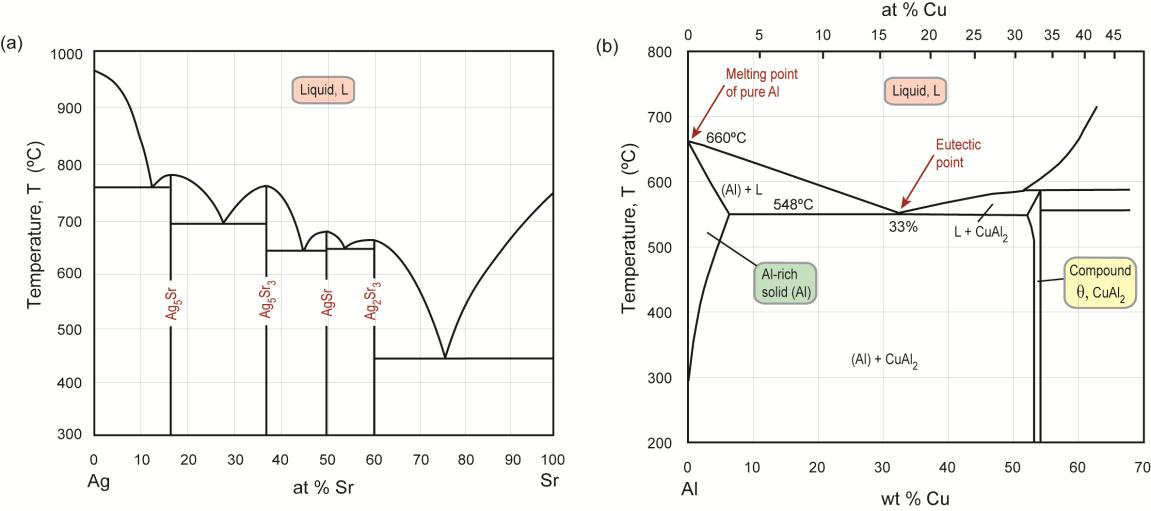 (a)
Temperature, T (ºC)
1000
900
800
700
600
500
400
300
Liquid, L
Ag5Sr
Ag5Sr3
AgSr
Ag2Sr3
0 10 20 30 40 50 60 70 80 90 100
Ag
at % Sr
Sr
(b)
at % Cu
0 5 10 15 20 25 30 35 40 45
Temperature, T (ºC)
800
700
600
500
400
300
200
Melting point
of pure Al
Liquid, L
660ºC
Eutectic
point
(Al) + L
548ºC
33%
L + CuAl2
Al-rich
solid (Al)
Compound
θ, CuAl2
(Al) + CuAl2
0 10 20 30 40 50 60 70
Al
wt % Cu